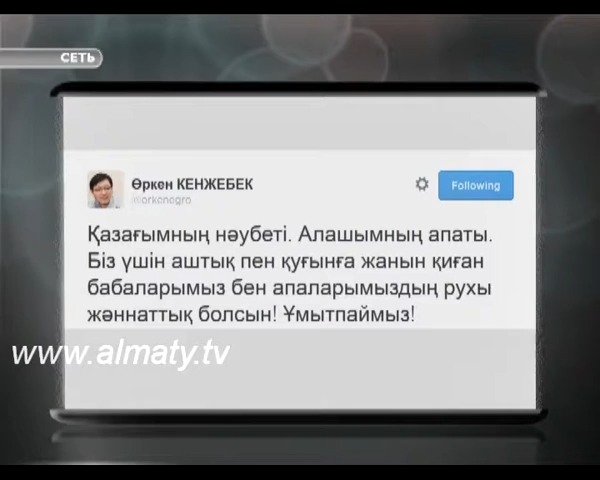 СЕТЬ
Өркен КЕНЖЕБЕК
Following
Қазағымның нәубеті. Алашымның апаты.
Біз үшін аштық пен қуғынға жанын қиған
бабаларымыз бен апаларымыздың рухы
жәннаттық болсын! Ұмытпаймыз!
www.almaty.tv